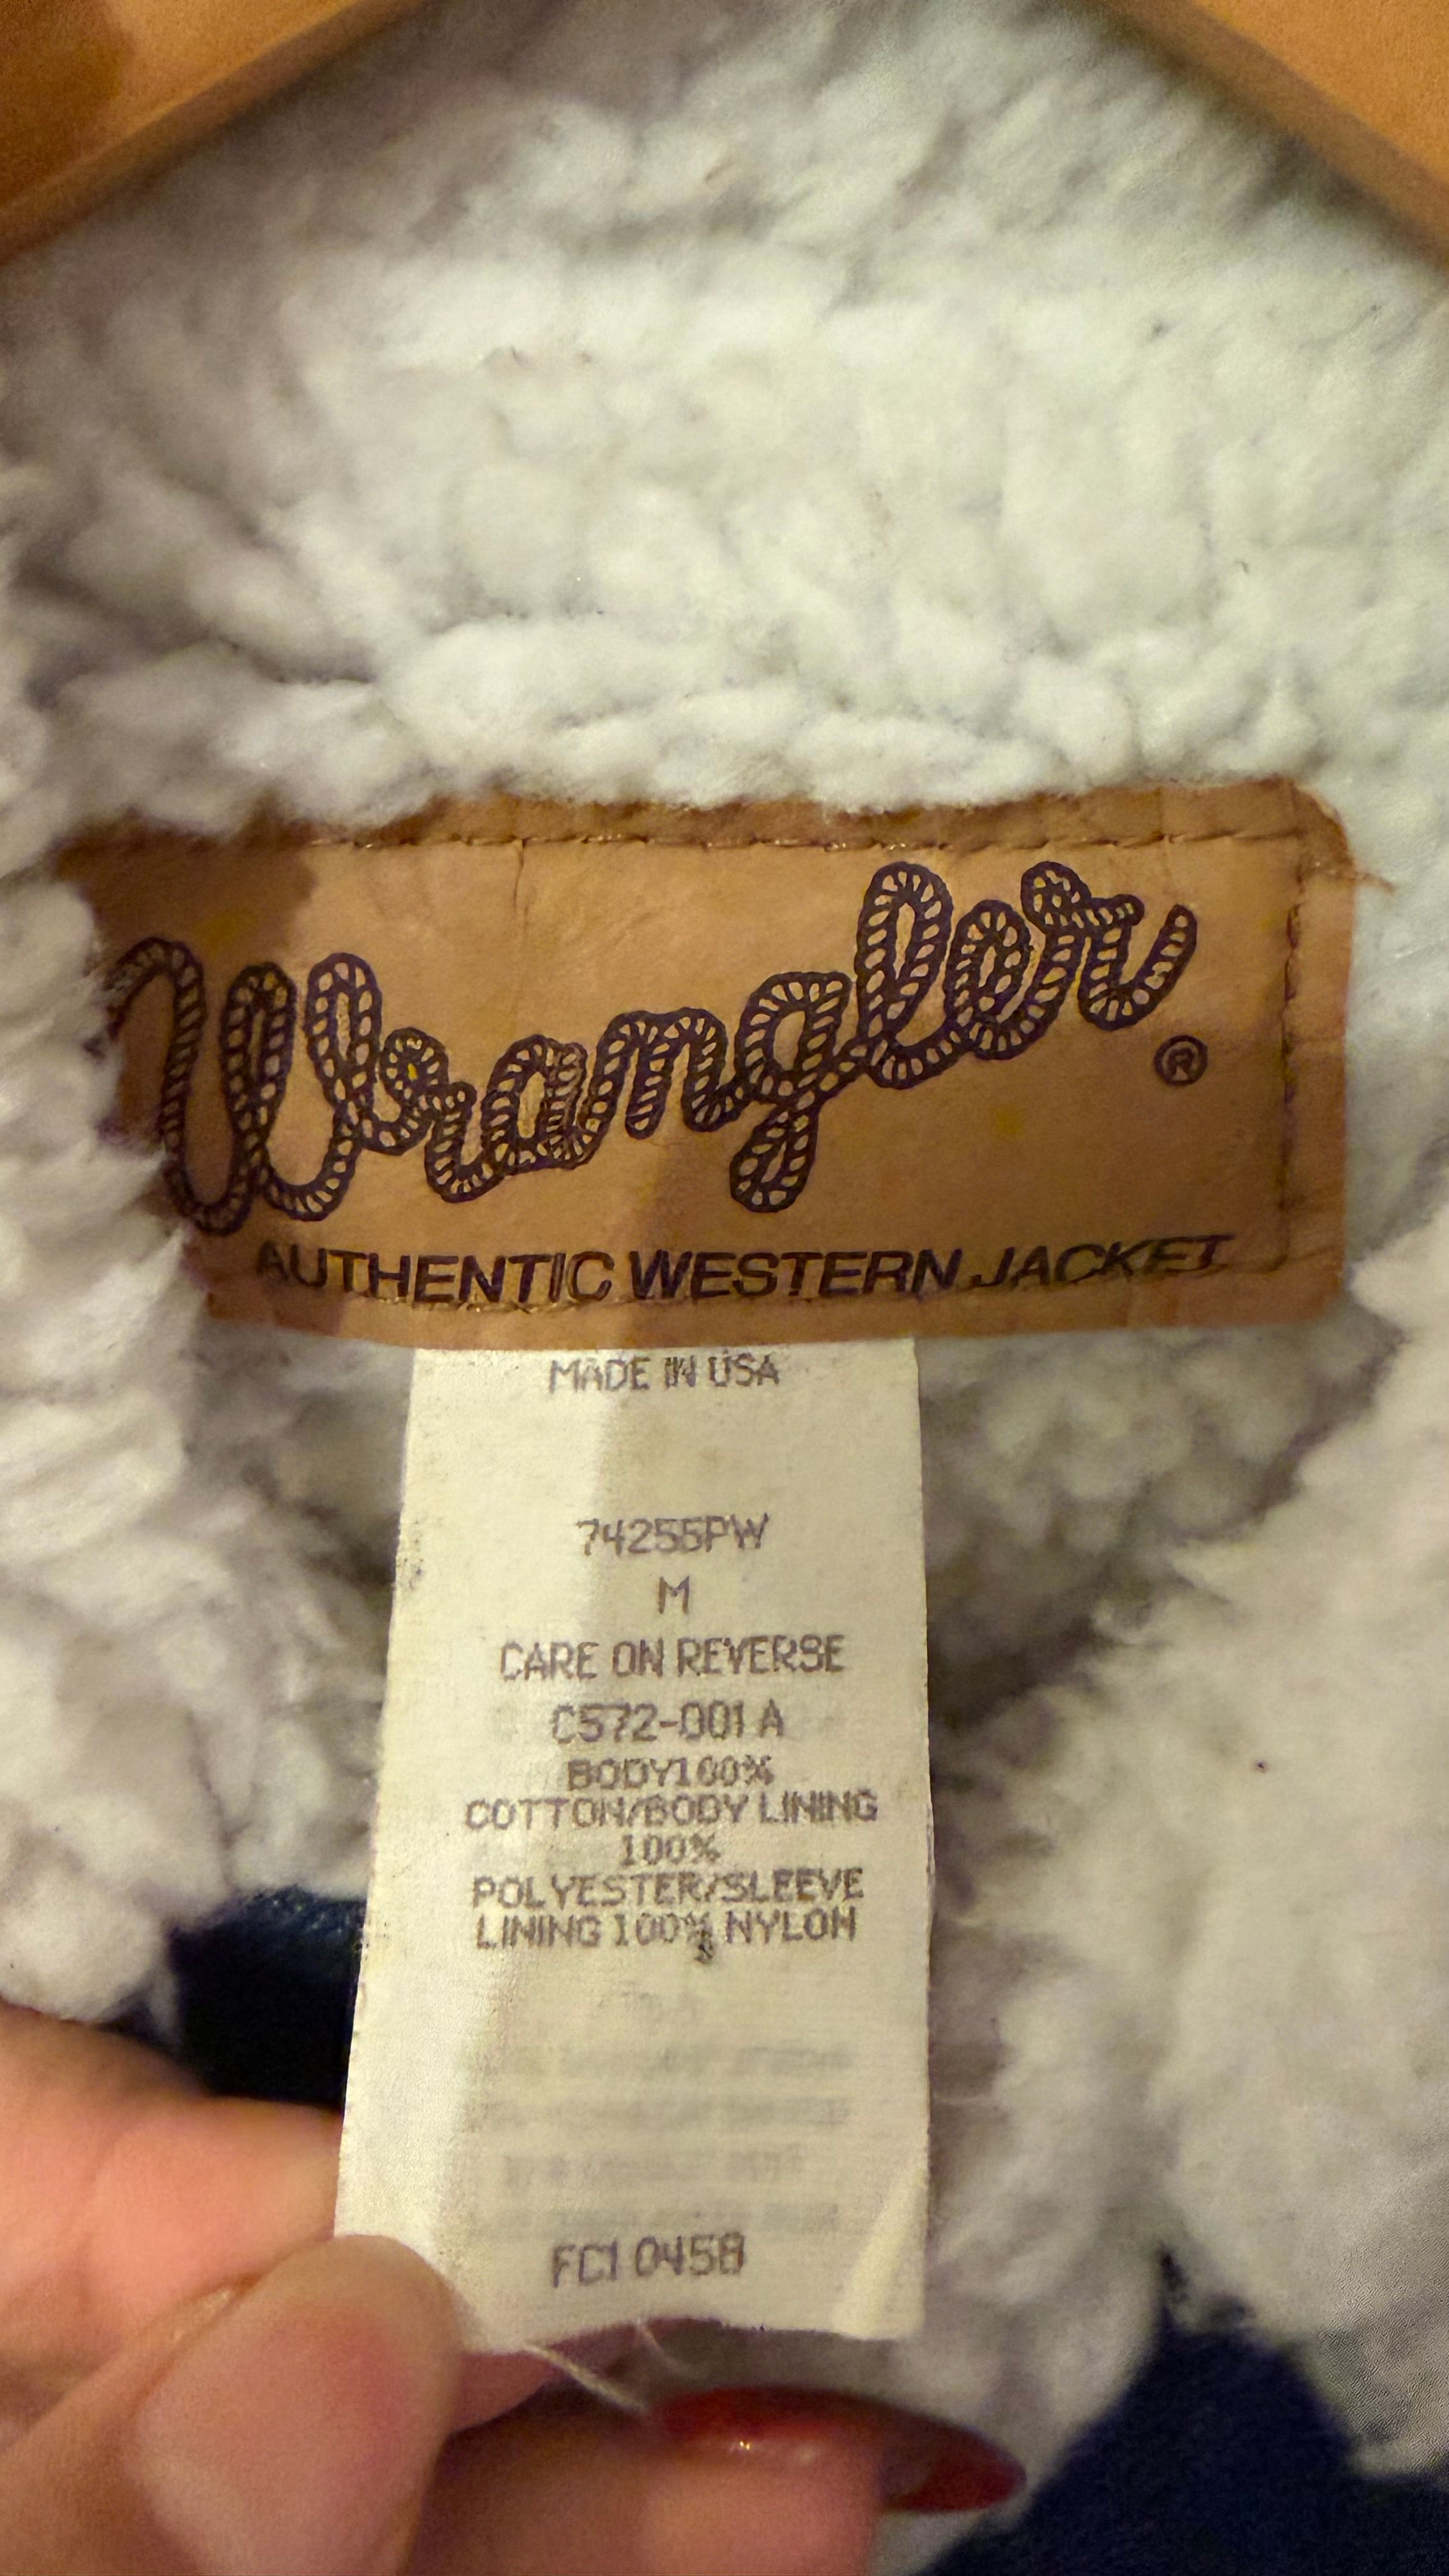 Wrangler®
AUTHENTIC WESTERN JACKET
MADE IN USA
74255PW
M
CARE ON REVERSE
C572-001 A
BODY100%
COTTON/BODY LINING
100%
POLYESTER/SLEEVE
LINING 100% NYLON
FCI 0458